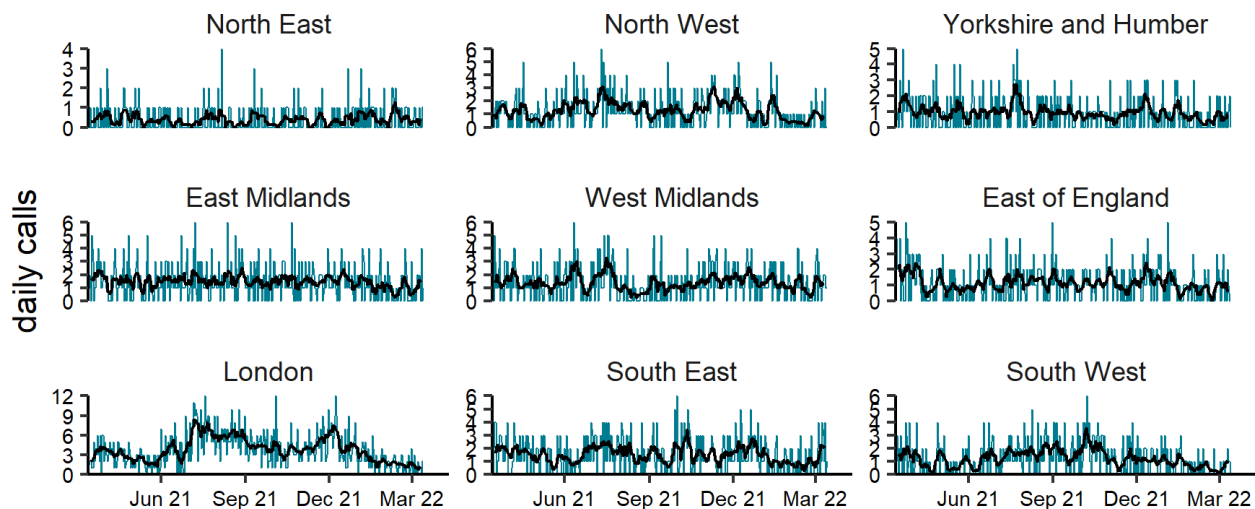 North East North West Yorkshire and Humber
4 6 5
3 5 4
2 4 3
1 3 2
0 2 1
1 0
0
East Midlands West Midlands East of England
6 6 5
5 5 4
4 4 3
3 3 2
2 2 1
1 1 0
0 0
daily calls
London South East South West
12 6 6
9 5 5
6 4 4
3 3 3
0 2 2
1 1
0 0
Jun 21 Sep 21 Dec 21 Mar 22 Jun 21 Sep 21 Dec 21 Mar 22 Jun 21 Sep 21 Dec 21 Mar 22